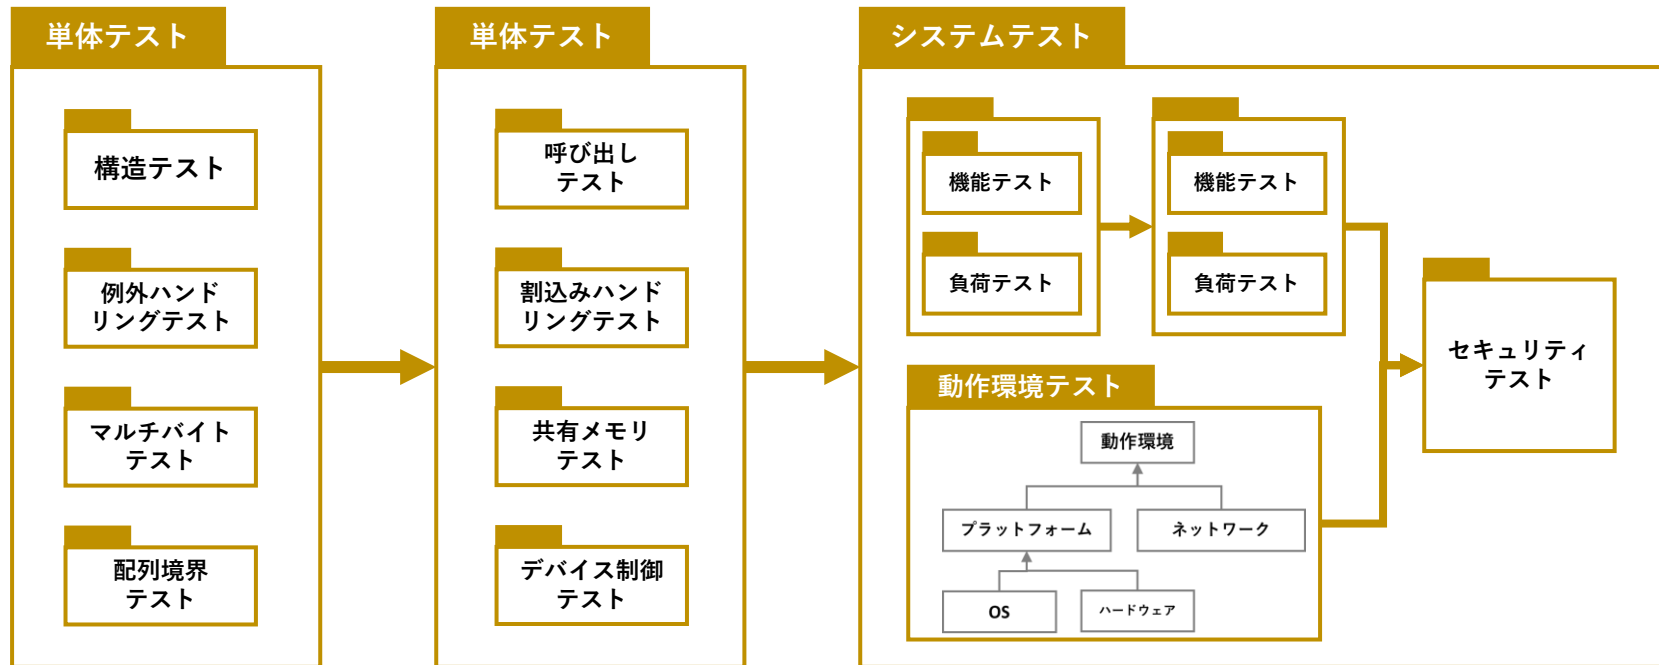 単体テスト
構造テスト
例外ハンド
リングテスト
マルチバイト
テスト
配列境界
テスト
単体テスト
呼び出し
テスト
割込みハンド
リングテスト
共有メモリ
テスト
デバイス制御
テスト
システムテスト
機能テスト
負荷テスト
機能テスト
負荷テスト
動作環境テスト
動作環境
プラットフォーム
ネットワーク
OS
ハードウェア
セキュリティ
テスト